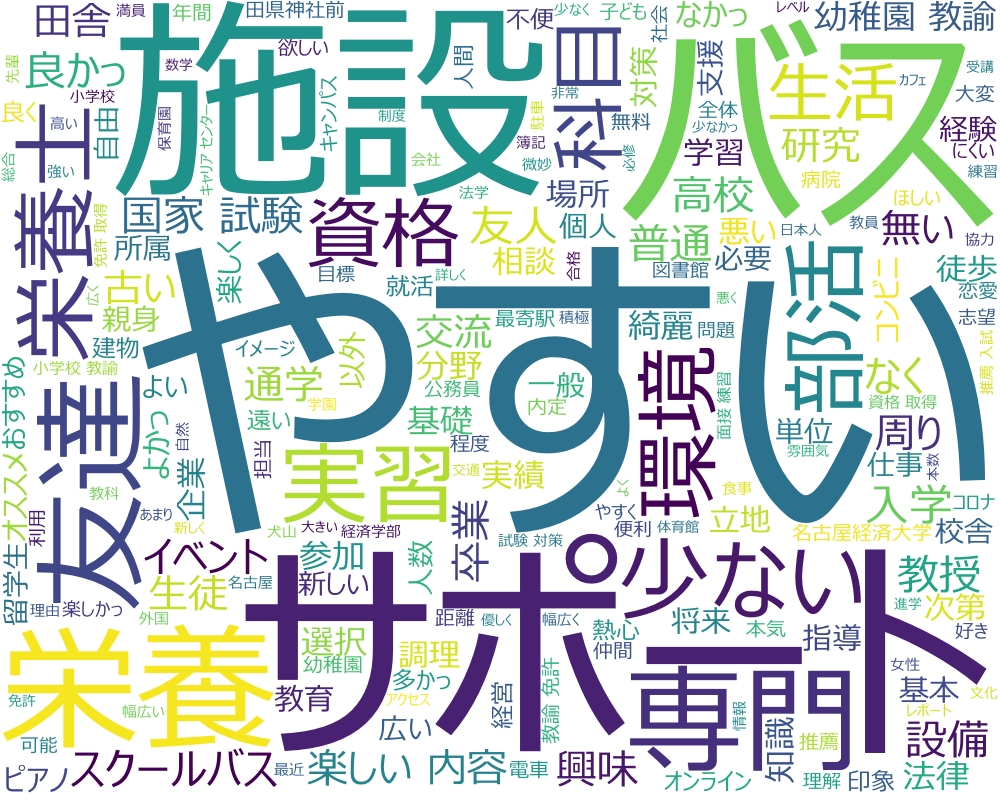 田舎
満員
年間
田県神社前
不便
少なく
子ども
社会
なかっ
レベル
幼稚園 教諭
先輩
良かっ
数学
欲しい
人間
対策
支援
生活
カフェ
受講
小学校
キャンパス
非常
全体
大変
良く
高い
保育園
施設
制度
駐車
科目
無料
少なかっ
バス
研究
経験
総合
強い
自由
キャリア センター
会社
簿記
微妙
必修
学習
病院
にくい
練習
栄養士
免許 取得
国家 試験
資格
法学
場所
高校
ほしい
所属
友人
個人
普通
悪い
教員
日本人
無い
協力
広く
古い
楽しく
目標
就活
詳しく
相談
合格
図書館
必要
部活
徒歩
親身
建物
イメージ
以外
交流
最寄駅
積極
綺麗
悪く
問題
コンビニ
恋愛
志望
小学校 教諭
おすすめ
よい
通学
分野
公務員
一般
環境
面接 練習
なく
資格 取得
推薦 入試
友達
やすい
遠い
学園
基礎
内定
単位
周り
オススメ
よかっ
自然
担当
程度
雰囲気
仕事
本数
教科
企業
実習
交通
実績
よく
食事
入学
コロナ
利用
あまり
新しく
犬山
大きい
経済学部
卒業
試験 対策
やすく
便利
体育館
立地
名古屋経済大学
校舎
留学生
イベント
参加
人数
少ない
教授
理由
楽しかっ
名古屋
新しい
生徒
サポート
距離
優しく
幅広く
熱心
将来
本気
指導
次第
進学
好き
外国
選択
幼稚園
調理
仲間
栄養
教育
多かっ
教諭 免許
専門
女性
基本
文化
免許
幅広い
アクセス
経営
情報
レポート
可能
広い
知識
推薦
設備
ピアノ
スクールバス
最近
楽しい
内容
電車
興味
オンライン
理解
印象
法律